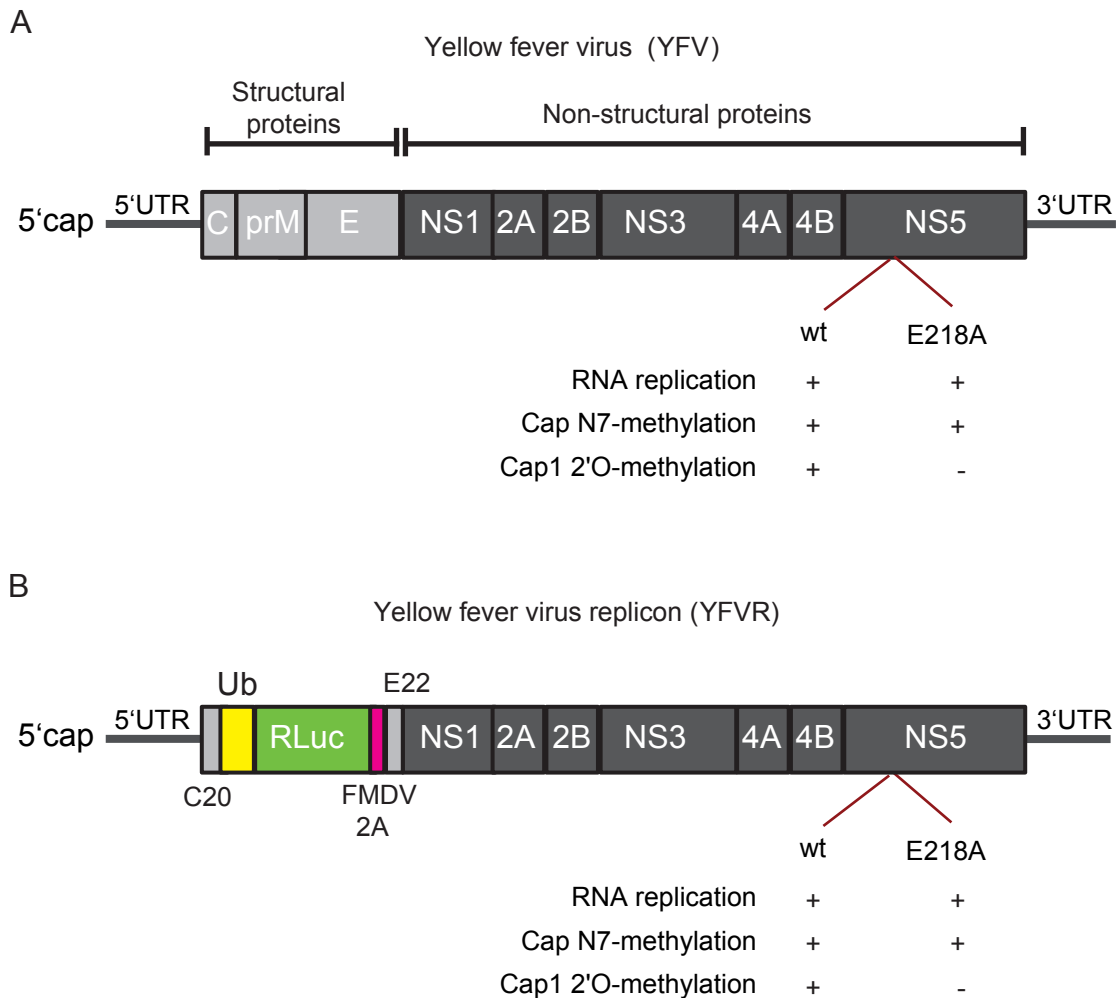 A
Yellow fever virus (YFV)
Structural
proteins
Non-structural proteins
5‘cap 5‘UTR C prM E NS1 2A 2B NS3 4A 4B NS5 3‘UTR
wt E218A
RNA replication + +
Cap N7-methylation + +
Cap1 2'O-methylation + -
B
Yellow fever virus replicon (YFVR)
Ub E22
5‘cap 5‘UTR RLuc NS1 2A 2B NS3 4A 4B NS5 3‘UTR
C20 FMDV
2A
wt E218A
RNA replication + +
Cap N7-methylation + +
Cap1 2'O-methylation + -